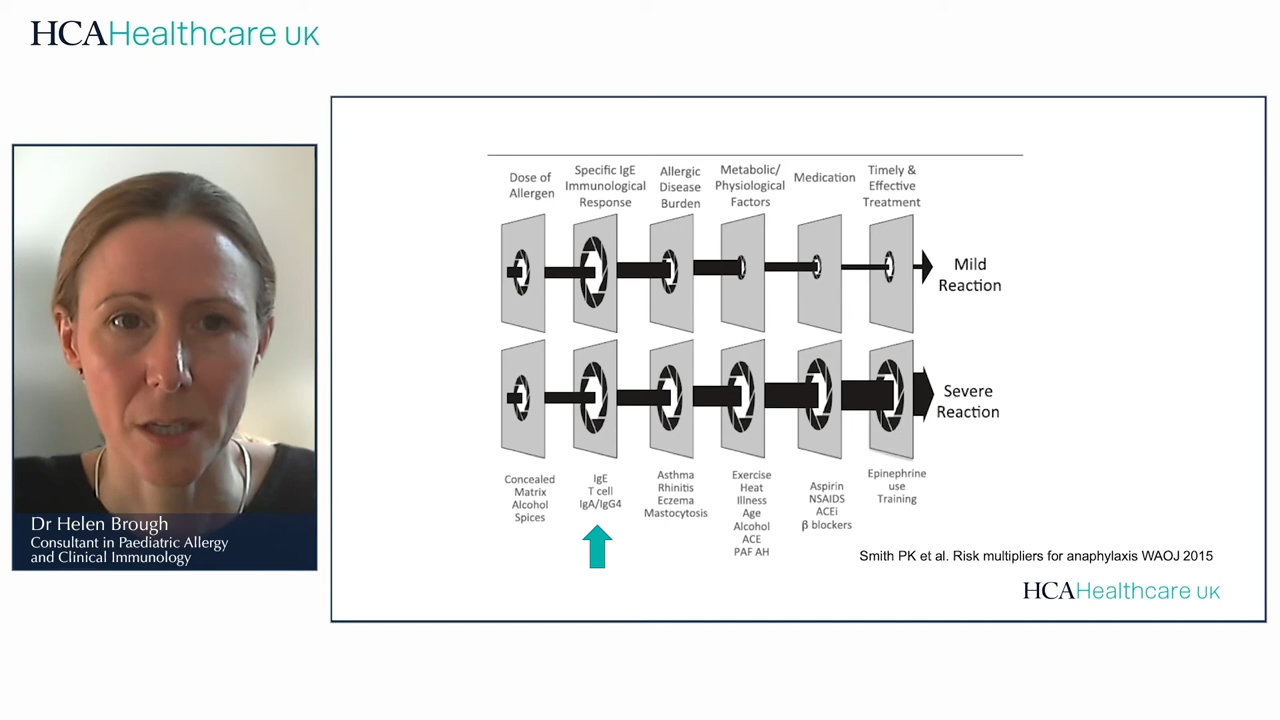 HCAHealthcare UK
Dose of
Allergen
Specific IgE
Immunological
Response
Allergic
Disease
Burden
Metabolic/
Physiological
Factors
Medication
Timely &
Effective
Treatment
Mild
Reaction
Severe
Reaction
Concealed
Matrix
Alcohol
Spices
IgE
T cell
IgA/IgG4
Asthma
Rhinitis
Eczema
Mastocytosis
Exercise
Heat
Illness
Age
Alcohol
ACE
PAF AH
Aspirin
NSAIDS
ACEi
β blockers
Epinephrine
use
Training
Smith PK et al. Risk multipliers for anaphylaxis WAOJ 2015
HCAHealthcare UK
Dr Helen Brough
Consultant in Paediatric Allergy
and Clinical Immunology